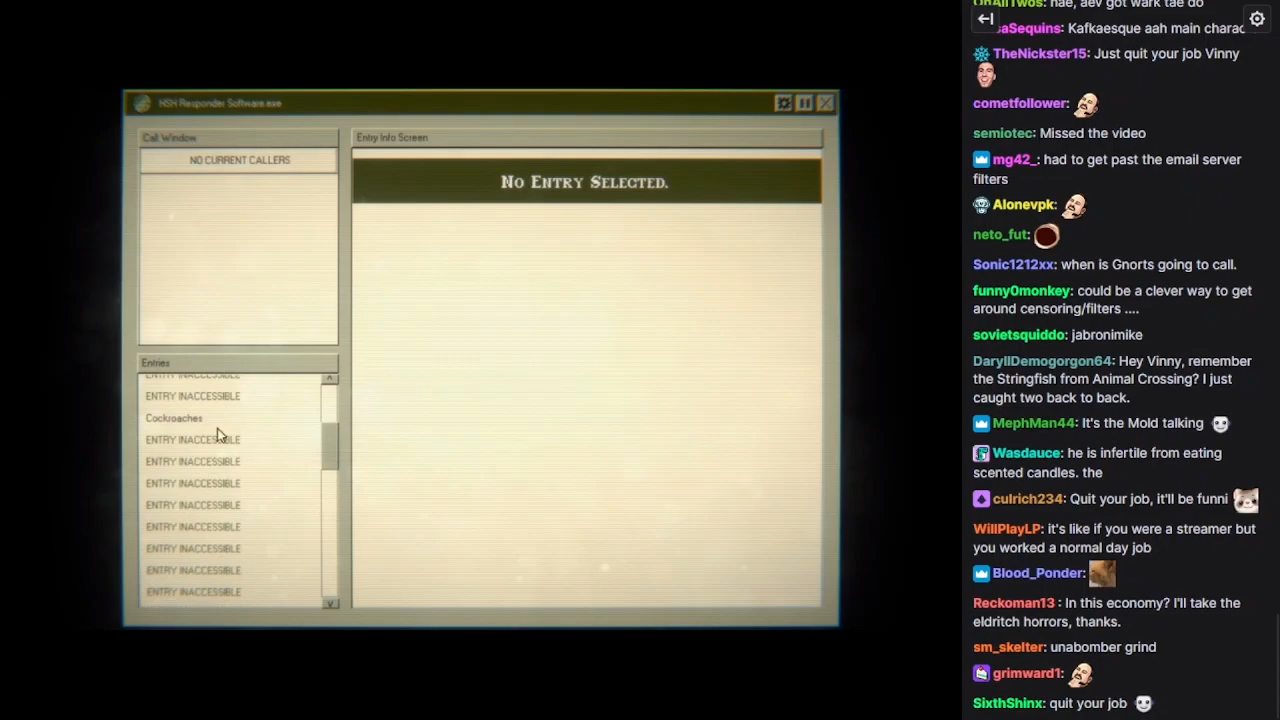 HSH Responder Software.exe
Call Window
NO CURRENT CALLERS
Entries
ENTRY INACCESSIBLE
ENTRY INACCESSIBLE
Cockroaches
ENTRY INACCESSIBLE
ENTRY INACCESSIBLE
ENTRY INACCESSIBLE
ENTRY INACCESSIBLE
ENTRY INACCESSIBLE
ENTRY INACCESSIBLE
ENTRY INACCESSIBLE
ENTRY INACCESSIBLE
Entry Info Screen
No Entry Selected.
got wark tae do
aSequins: Kafkaesque aah main charac
TheNickster15: Just quit your job Vinny
cometfollower:
semiotec: Missed the video
mg42_: had to get past the email server
filters
Alonevpk:
neto_fut:
Sonic1212xx: when is Gnorts going to call.
funny0monkey: could be a clever way to get
around censoring/filters ....
sovietsquiddo: jabronimike
DaryllDemogorgon64: Hey Vinny, remember
the Stringfish from Animal Crossing? I just
caught two back to back.
MephMan44: It's the Mold talking
Wasdauce: he is infertile from eating
scented candles. the
culrich234: Quit your job, it'll be funni
WillPlayLP: it's like if you were a streamer but
you worked a normal day job
Blood_Ponder:
Reckoman13 : In this economy? I'll take the
eldritch horrors, thanks.
sm_skelter: unabomber grind
grimward1:
SixthShinx: quit your job